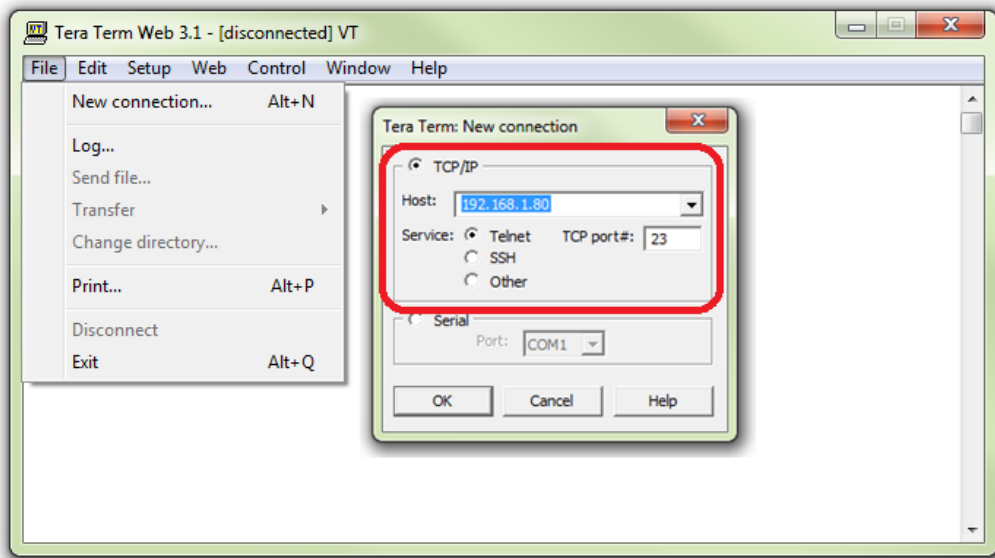 Tera Term Web 3.1 - [disconnected] VT
File Edit Setup Web Control Window Help
New connection... Alt+N
Log...
Send file...
Transfer
Change directory...
Print... Alt+P
Disconnect
Exit Alt+Q
Tera Term: New connection
TCP/IP
Host: 192.168.1.80
Service: Telnet TCP port#: 23
SSH
Other
Serial
Port: COM1
OK Cancel Help